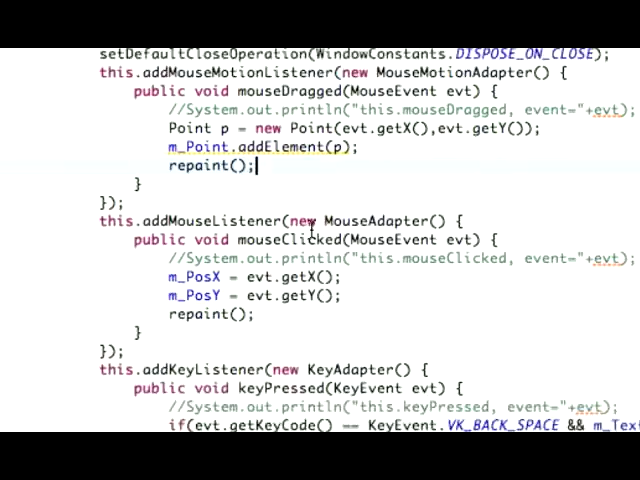 setDefaultCloseOperation(WindowConstants.DISPOSE_ON_CLOSE);
this.addMouseMotionListener(new MouseMotionAdapter() {
public void mouseDragged(MouseEvent evt) {
//System.out.println("this.mouseDragged, event="+evt);
Point p = new Point(evt.getX(),evt.getY());
m_Point.addElement(p);
repaint();
}
});
this.addMouseListener(new MouseAdapter() {
public void mouseClicked(MouseEvent evt) {
//System.out.println("this.mouseClicked, event="+evt);
m_PosX = evt.getX();
m_PosY = evt.getY();
repaint();
}
});
this.addKeyListener(new KeyAdapter() {
public void keyPressed(KeyEvent evt) {
//System.out.println("this.keyPressed, event="+evt);
if(evt.getKeyCode() == KeyEvent.VK_BACK_SPACE && m_Tex